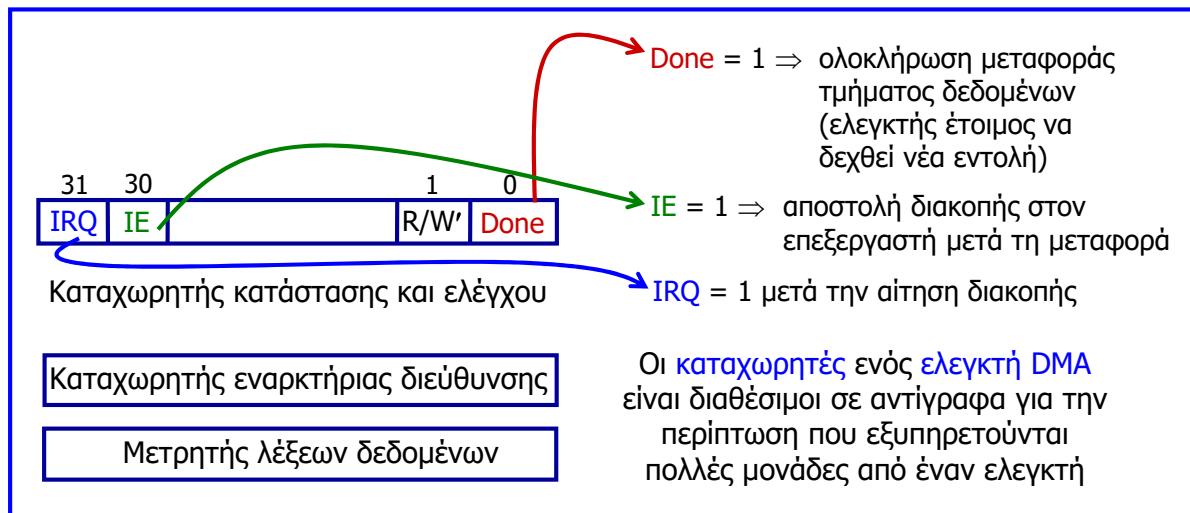 Done = 1 ⇒ ολοκλήρωση μεταφοράς
τμήματος δεδομένων
(ελεγκτής έτοιμος να
δεχθεί νέα εντολή)
31 30 1 0
IRQ IE R/W′ Done
IE = 1 ⇒ αποστολή διακοπής στον
επεξεργαστή μετά τη μεταφορά
Καταχωρητής κατάστασης και ελέγχου
IRQ = 1 μετά την αίτηση διακοπής
Καταχωρητής εναρκτήριας διεύθυνσης
Μετρητής λέξεων δεδομένων
Οι καταχωρητές ενός ελεγκτή DMA
είναι διαθέσιμοι σε αντίγραφα για την
περίπτωση που εξυπηρετούνται
πολλές μονάδες από έναν ελεγκτή